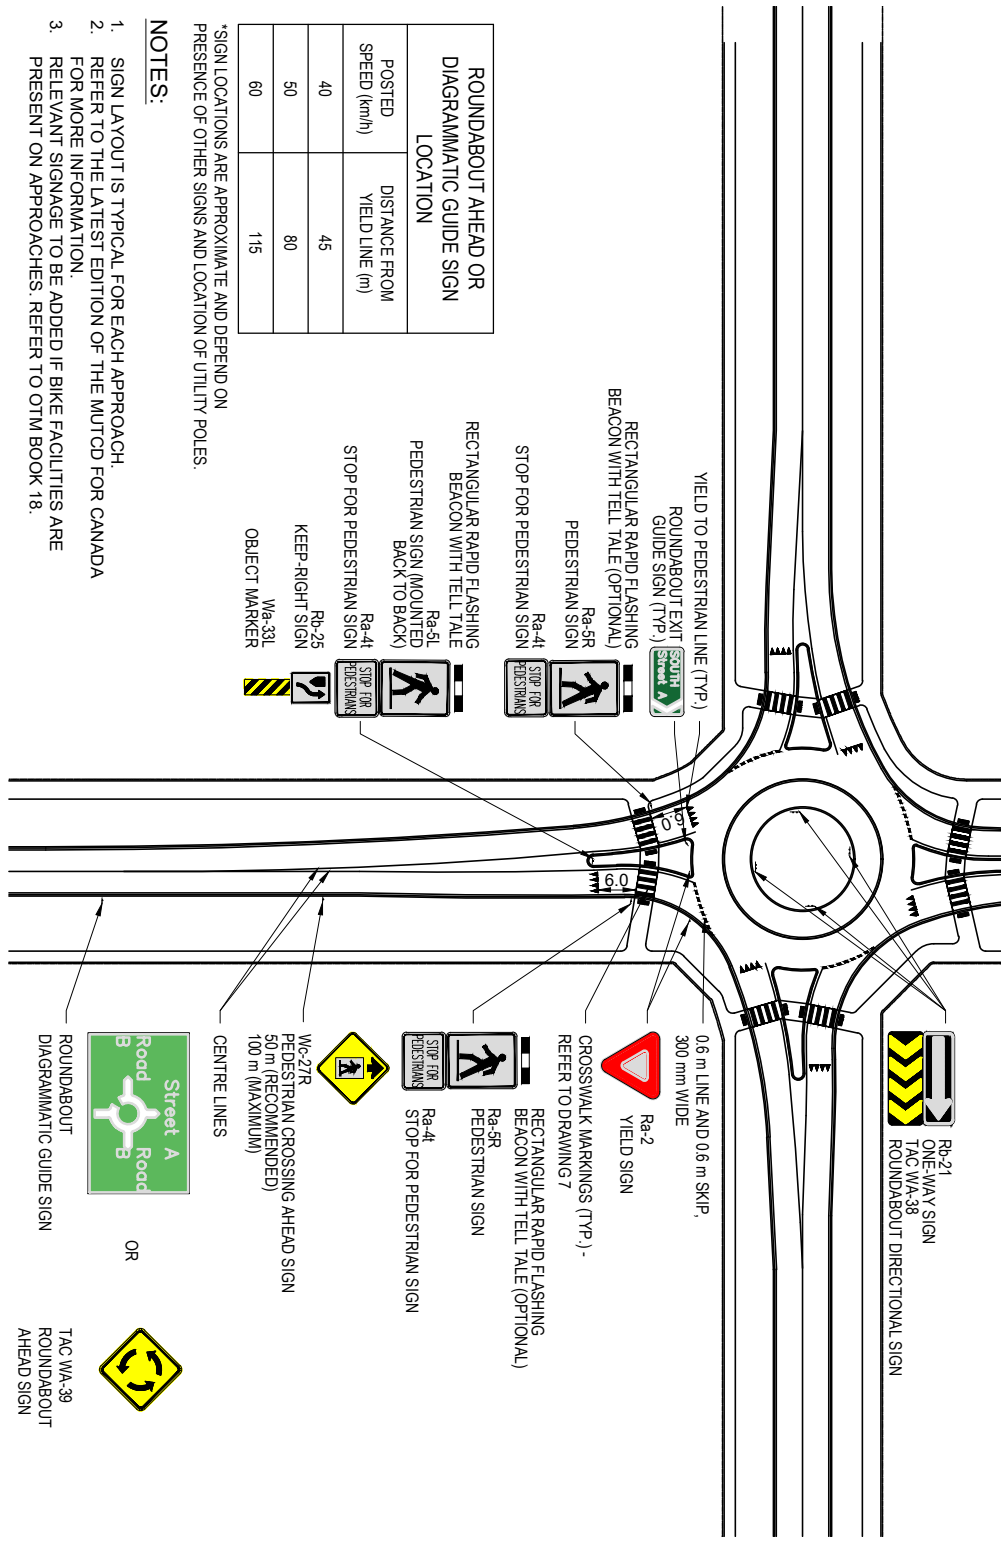 ROUNDABOUT AHEAD OR
DIAGRAMMATIC GUIDE SIGN
LOCATION
POSTED
SPEED (km/h)
DISTANCE FROM
YIELD LINE (m)
40
45
50
80
60
115
*SIGN LOCATIONS ARE APPROXIMATE AND DEPEND ON
PRESENCE OF OTHER SIGNS AND LOCATION OF UTILITY POLES.
NOTES:
1. SIGN LAYOUT IS TYPICAL FOR EACH APPROACH.
2. REFER TO THE LATEST EDITION OF THE MUTCD FOR CANADA
FOR MORE INFORMATION.
3. RELEVANT SIGNAGE TO BE ADDED IF BIKE FACILITIES ARE
PRESENT ON APPROACHES. REFER TO OTM BOOK 18.
YIELD TO PEDESTRIAN LINE (TYP.)
ROUNDABOUT EXIT
GUIDE SIGN (TYP.)
SOUTH
Street A
RECTANGULAR RAPID FLASHING
BEACON WITH TELL TALE (OPTIONAL)
Ra-5R
PEDESTRIAN SIGN
Ra-4t
STOP FOR PEDESTRIAN SIGN
STOP FOR
PEDESTRIANS
RECTANGULAR RAPID FLASHING
BEACON WITH TELL TALE
Ra-5L
PEDESTRIAN SIGN (MOUNTED
BACK TO BACK)
Ra-4t
STOP FOR PEDESTRIAN SIGN
STOP FOR
PEDESTRIANS
Rb-25
KEEP-RIGHT SIGN
Wa-33L
OBJECT MARKER
6.0
6.0
Rb-21
ONE-WAY SIGN
TAC WA-38
ROUNDABOUT DIRECTIONAL SIGN
0.6 m LINE AND 0.6 m SKIP,
300 mm WIDE
Ra-2
YIELD SIGN
CROSSWALK MARKINGS (TYP.) -
REFER TO DRAWING 7
RECTANGULAR RAPID FLASHING
BEACON WITH TELL TALE (OPTIONAL)
Ra-5R
PEDESTRIAN SIGN
Ra-4t
STOP FOR PEDESTRIAN SIGN
STOP FOR
PEDESTRIANS
Wc-27R
PEDESTRIAN CROSSING AHEAD SIGN
50 m (RECOMMENDED)
100 m (MAXIMUM)
CENTRE LINES
Street A
Road
B
Road
B
ROUNDABOUT
DIAGRAMMATIC GUIDE SIGN
OR
TAC WA-39
ROUNDABOUT
AHEAD SIGN